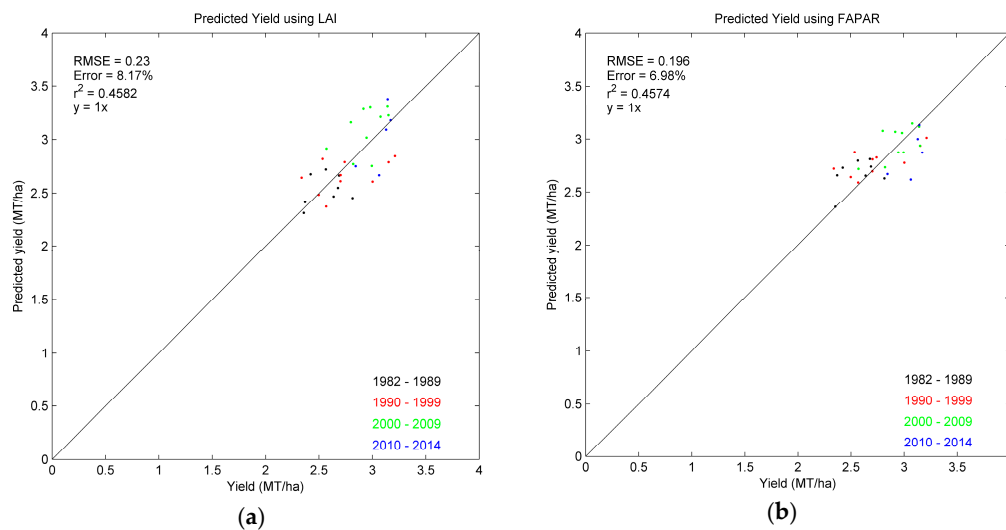 Predicted Yield using LAI
RMSE = 0.23
Error = 8.17%
r² = 0.4582
y = 1x
4
3.5
3
2.5
2
1.5
1
0.5
0
Predicted yield (MT/ha)
1982 - 1989
1990 - 1999
2000 - 2009
2010 - 2014
0 0.5 1 1.5 2 2.5 3 3.5 4
Yield (MT/ha)
(a)
Predicted Yield using FAPAR
RMSE = 0.196
Error = 6.98%
r² = 0.4574
y = 1x
4
3.5
3
2.5
2
1.5
1
0.5
0
Predicted yield (MT/ha)
1982 - 1989
1990 - 1999
2000 - 2009
2010 - 2014
0 0.5 1 1.5 2 2.5 3 3.5
Yield (MT/ha)
(b)